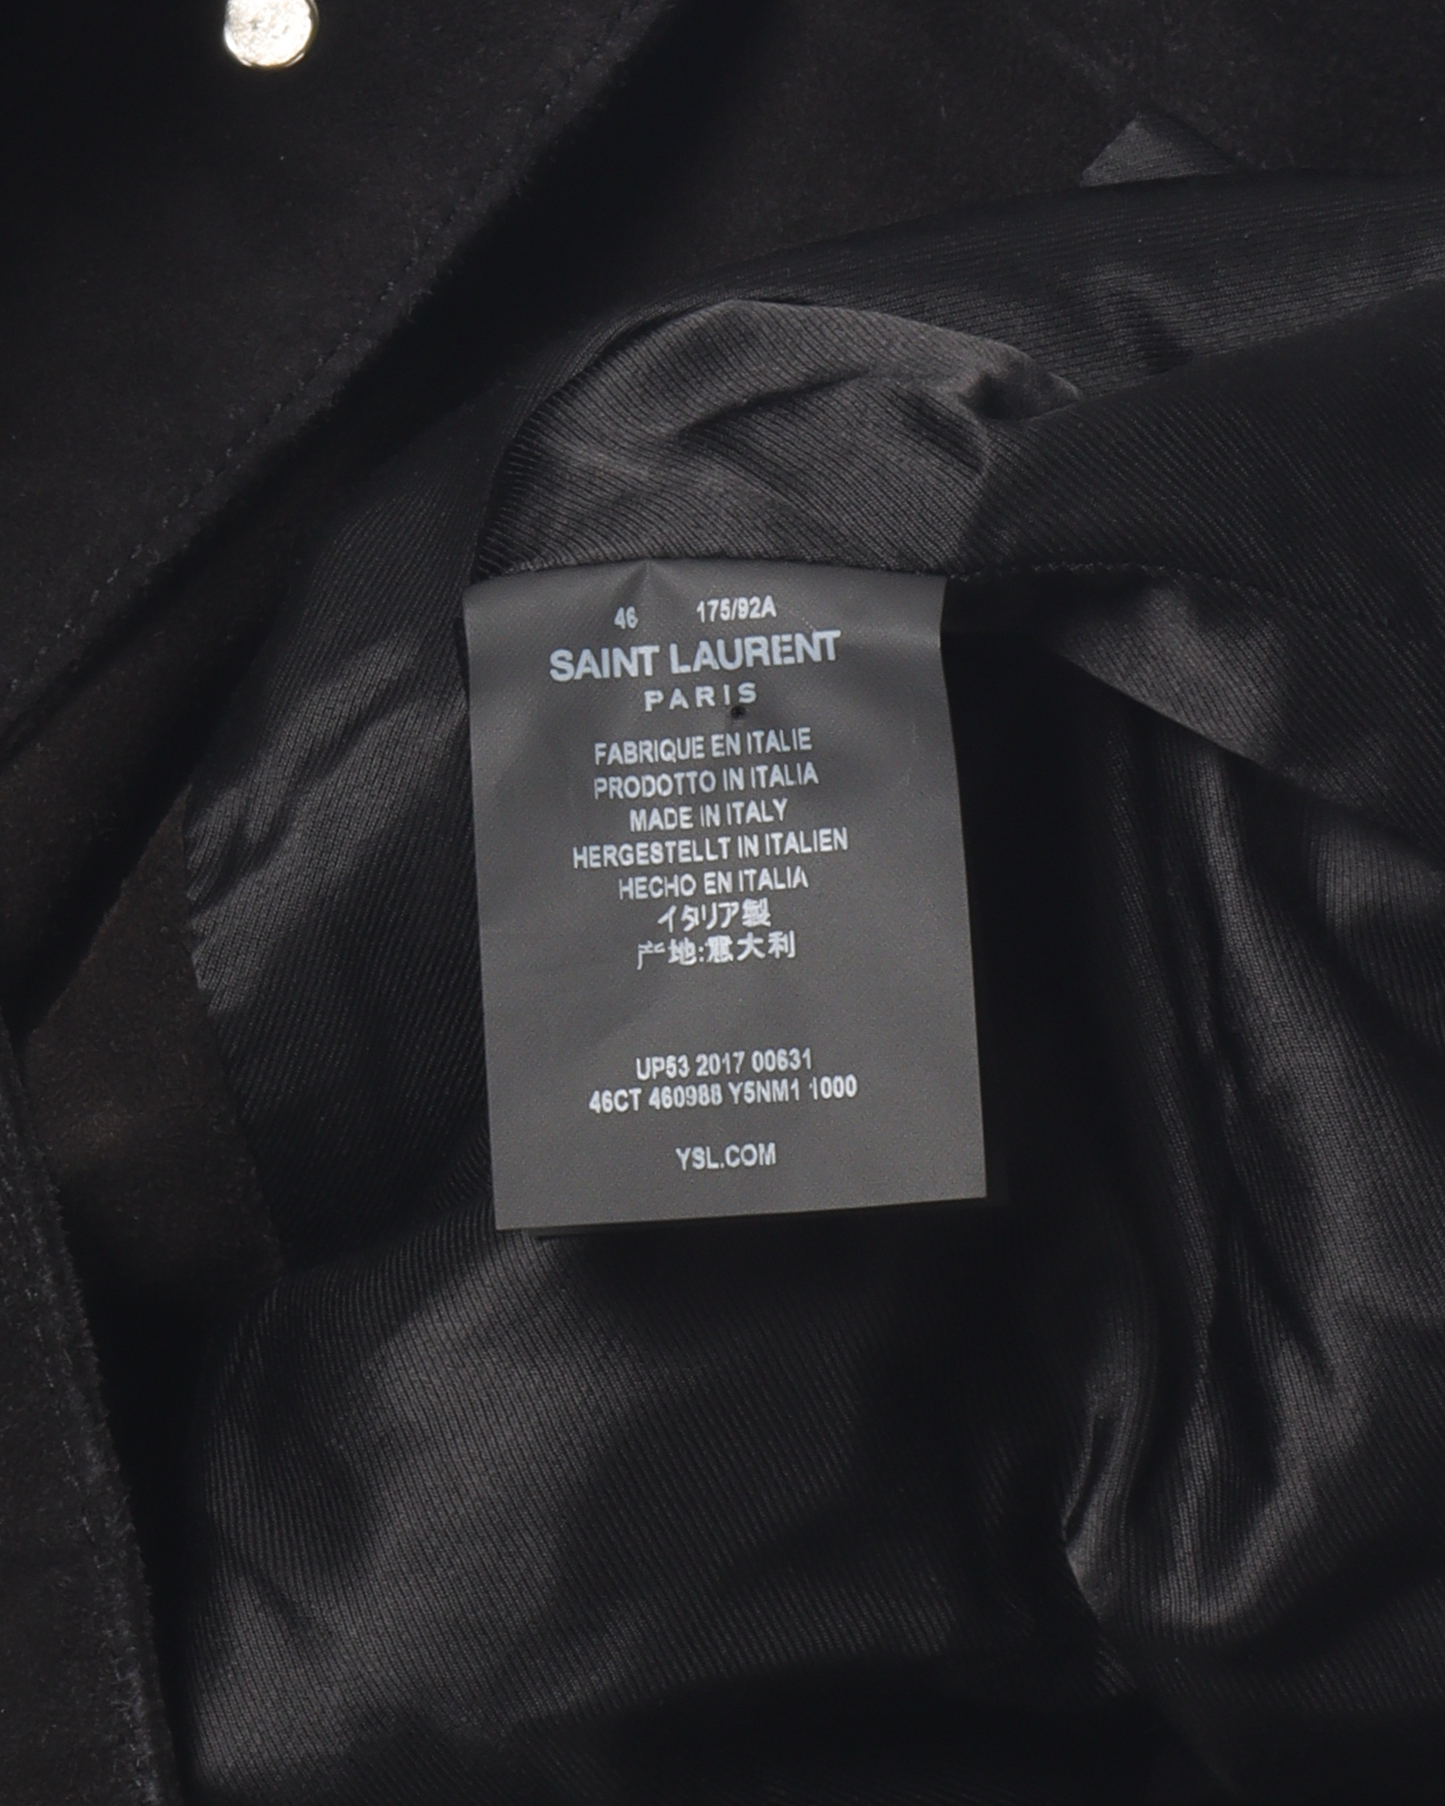 46 175/92A
SAINT LAURENT
PARIS
FABRIQUE EN ITALIE
PRODOTTO IN ITALIA
MADE IN ITALY
HERGESTELLT IN ITALIEN
HECHO EN ITALIA
イタリア製
产地:意大利
UP53 2017 00631
46CT 460988 Y5NM1 1000
YSL.COM